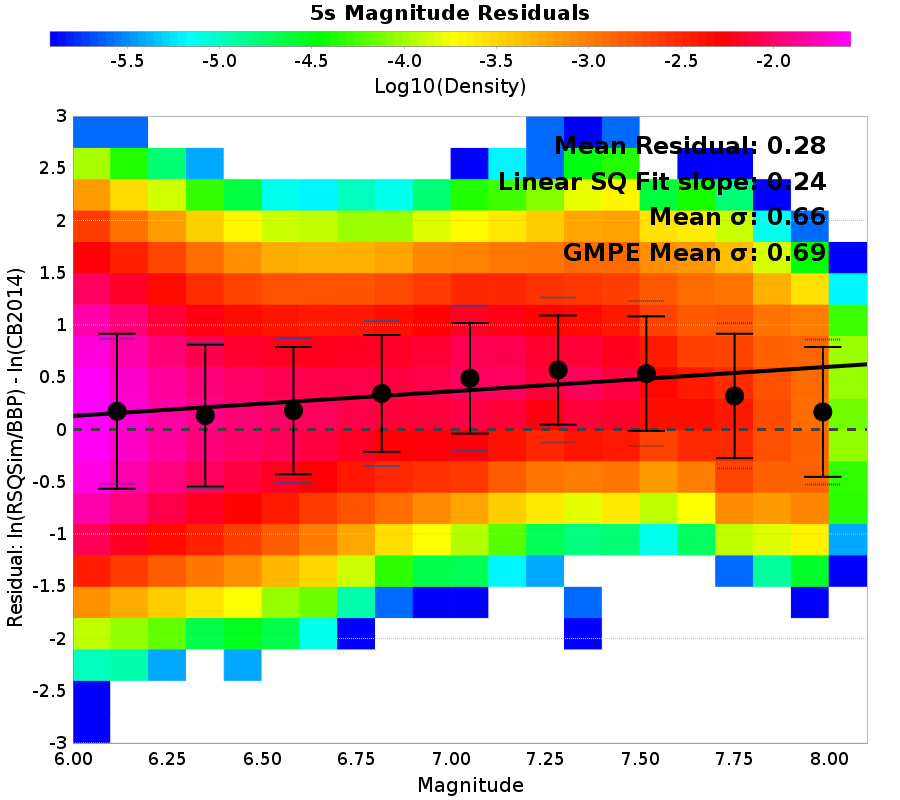 5s Magnitude Residuals
-5.5 -5.0 -4.5 -4.0 -3.5 -3.0 -2.5 -2.0
Log10(Density)
Mean Residual: 0.28
Linear SQ Fit slope: 0.24
Mean σ: 0.66
GMPE Mean σ: 0.69
Residual: ln(RSQSim/BBP) - ln(CB2014)
3
2.5
2
1.5
1
0.5
0
-0.5
-1
-1.5
-2
-2.5
-3
6.00 6.25 6.50 6.75 7.00 7.25 7.50 7.75 8.00
Magnitude